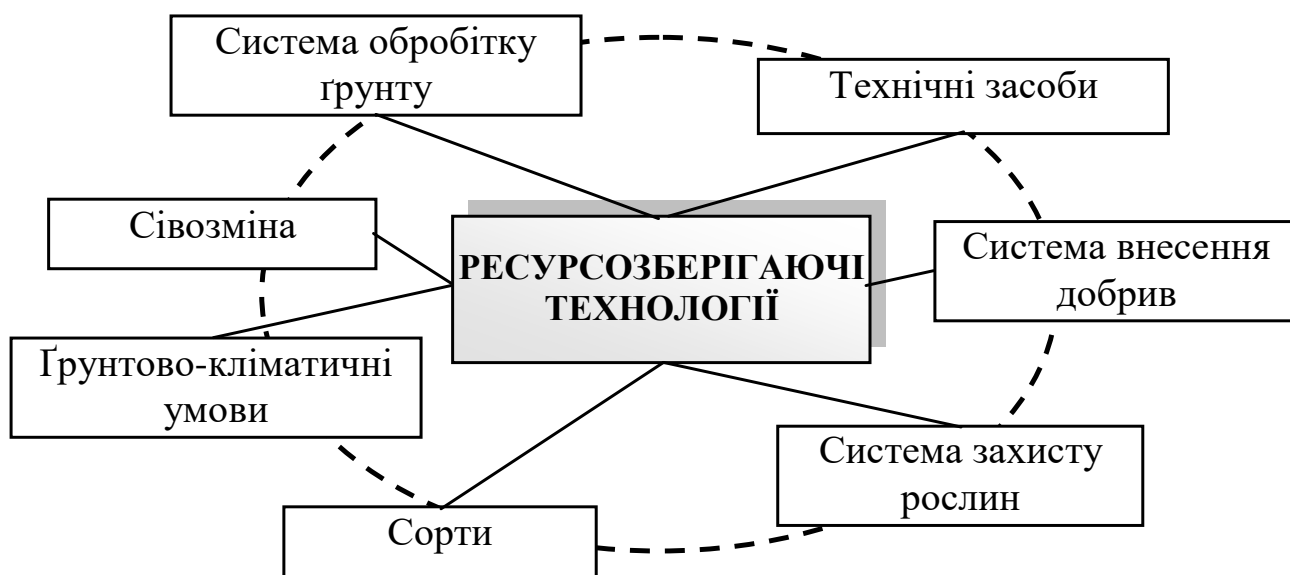 Система обробітку
ґрунту
Технічні засоби
Сівозміна
РЕСУРСОЗБЕРІГАЮЧІ
ТЕХНОЛОГІЇ
Система внесення
добрив
Ґрунтово-кліматичні
умови
Система захисту
рослин
Сорти